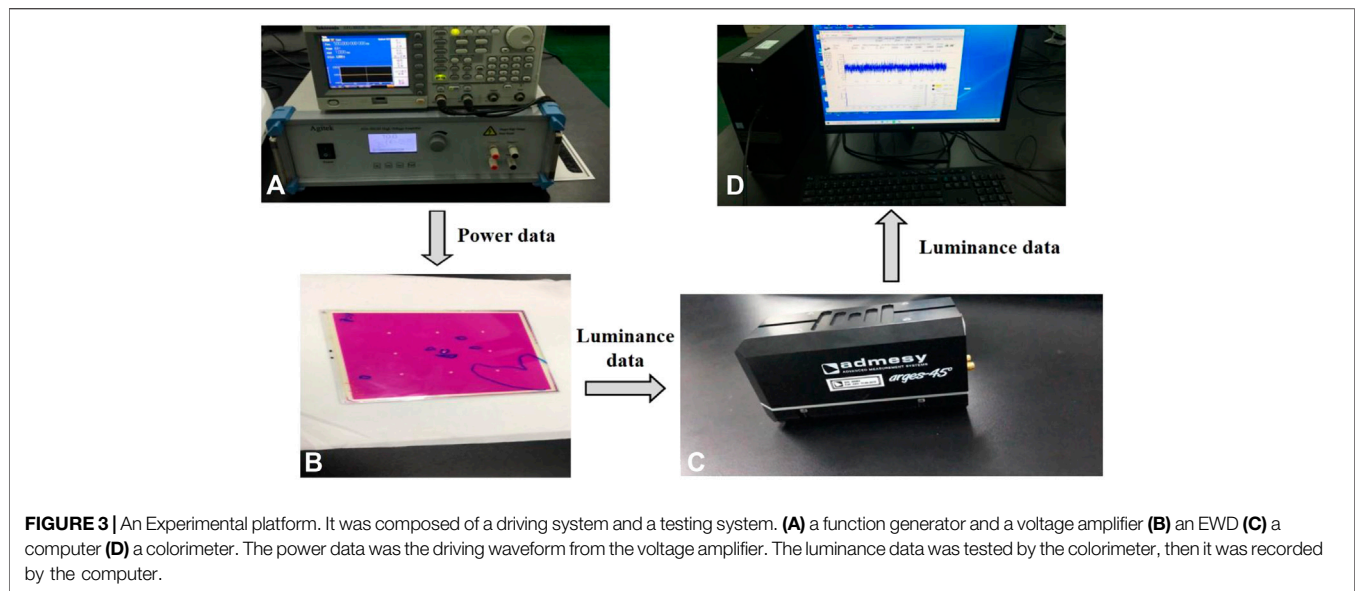 Tektronix
Agitek
A
D
Power data
Luminance data
Luminance
data
admesy
ADVANCED MEASUREMENT SYSTEMS
arges-45°
B
C
FIGURE 3 | An Experimental platform. It was composed of a driving system and a testing system. (A) a function generator and a voltage amplifier (B) an EWD (C) a
computer (D) a colorimeter. The power data was the driving waveform from the voltage amplifier. The luminance data was tested by the colorimeter, then it was recorded
by the computer.